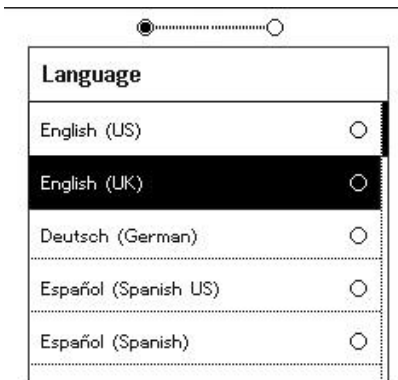 Language
English (US)
English (UK)
Deutsch (German)
Español (Spanish US)
Español (Spanish)